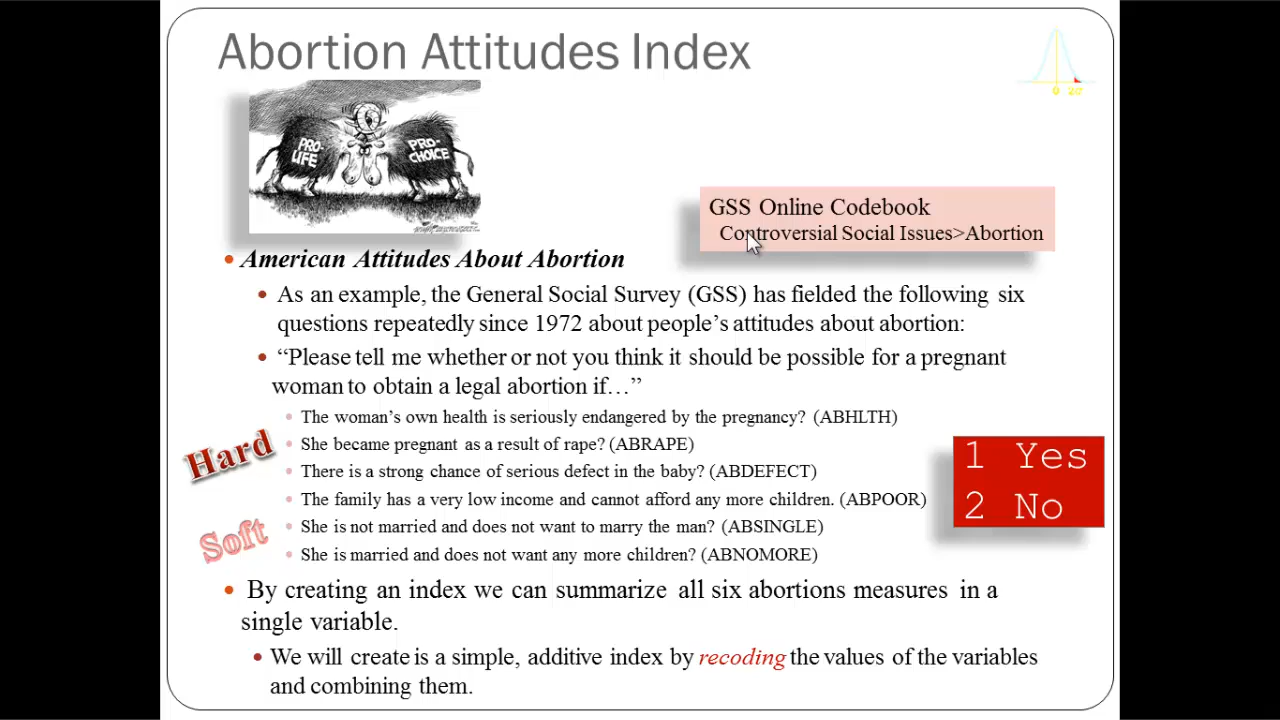 Abortion Attitudes Index
0 2σ
PRO-
LIFE
PRO-
CHOICE
GSS Online Codebook
Controversial Social Issues>Abortion
American Attitudes About Abortion
As an example, the General Social Survey (GSS) has fielded the following six
questions repeatedly since 1972 about people’s attitudes about abortion:
“Please tell me whether or not you think it should be possible for a pregnant
woman to obtain a legal abortion if…”
The woman’s own health is seriously endangered by the pregnancy? (ABHLTH)
She became pregnant as a result of rape? (ABRAPE)
Hard
There is a strong chance of serious defect in the baby? (ABDEFECT)
1 Yes
2 No
The family has a very low income and cannot afford any more children. (ABPOOR)
She is not married and does not want to marry the man? (ABSINGLE)
Soft
She is married and does not want any more children? (ABNOMORE)
By creating an index we can summarize all six abortions measures in a
single variable.
We will create is a simple, additive index by recoding the values of the variables
and combining them.